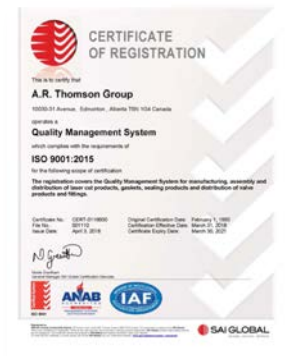 CERTIFICATE
OF REGISTRATION
This is to certify that
A.R. Thomson Group
10030-31 Avenue, Edmonton, Alberta T6N 1G4 Canada
operates a
Quality Management System
which complies with the requirements of
ISO 9001:2015
for the following scope of certification
The registration covers the Quality Management System for manufacturing, assembly and
distribution of laser cut products, gaskets, sealing products and distribution of valve
products and fittings.
Certificate No.: CERT-0118600 Original Certification Date: February 1, 1993
File No.: 001112 Certification Effective Date: March 31, 2018
Issue Date: April 3, 2018 Certificate Expiry Date: March 30, 2021
ISO 9001
ANAB
IAF
SAI GLOBAL